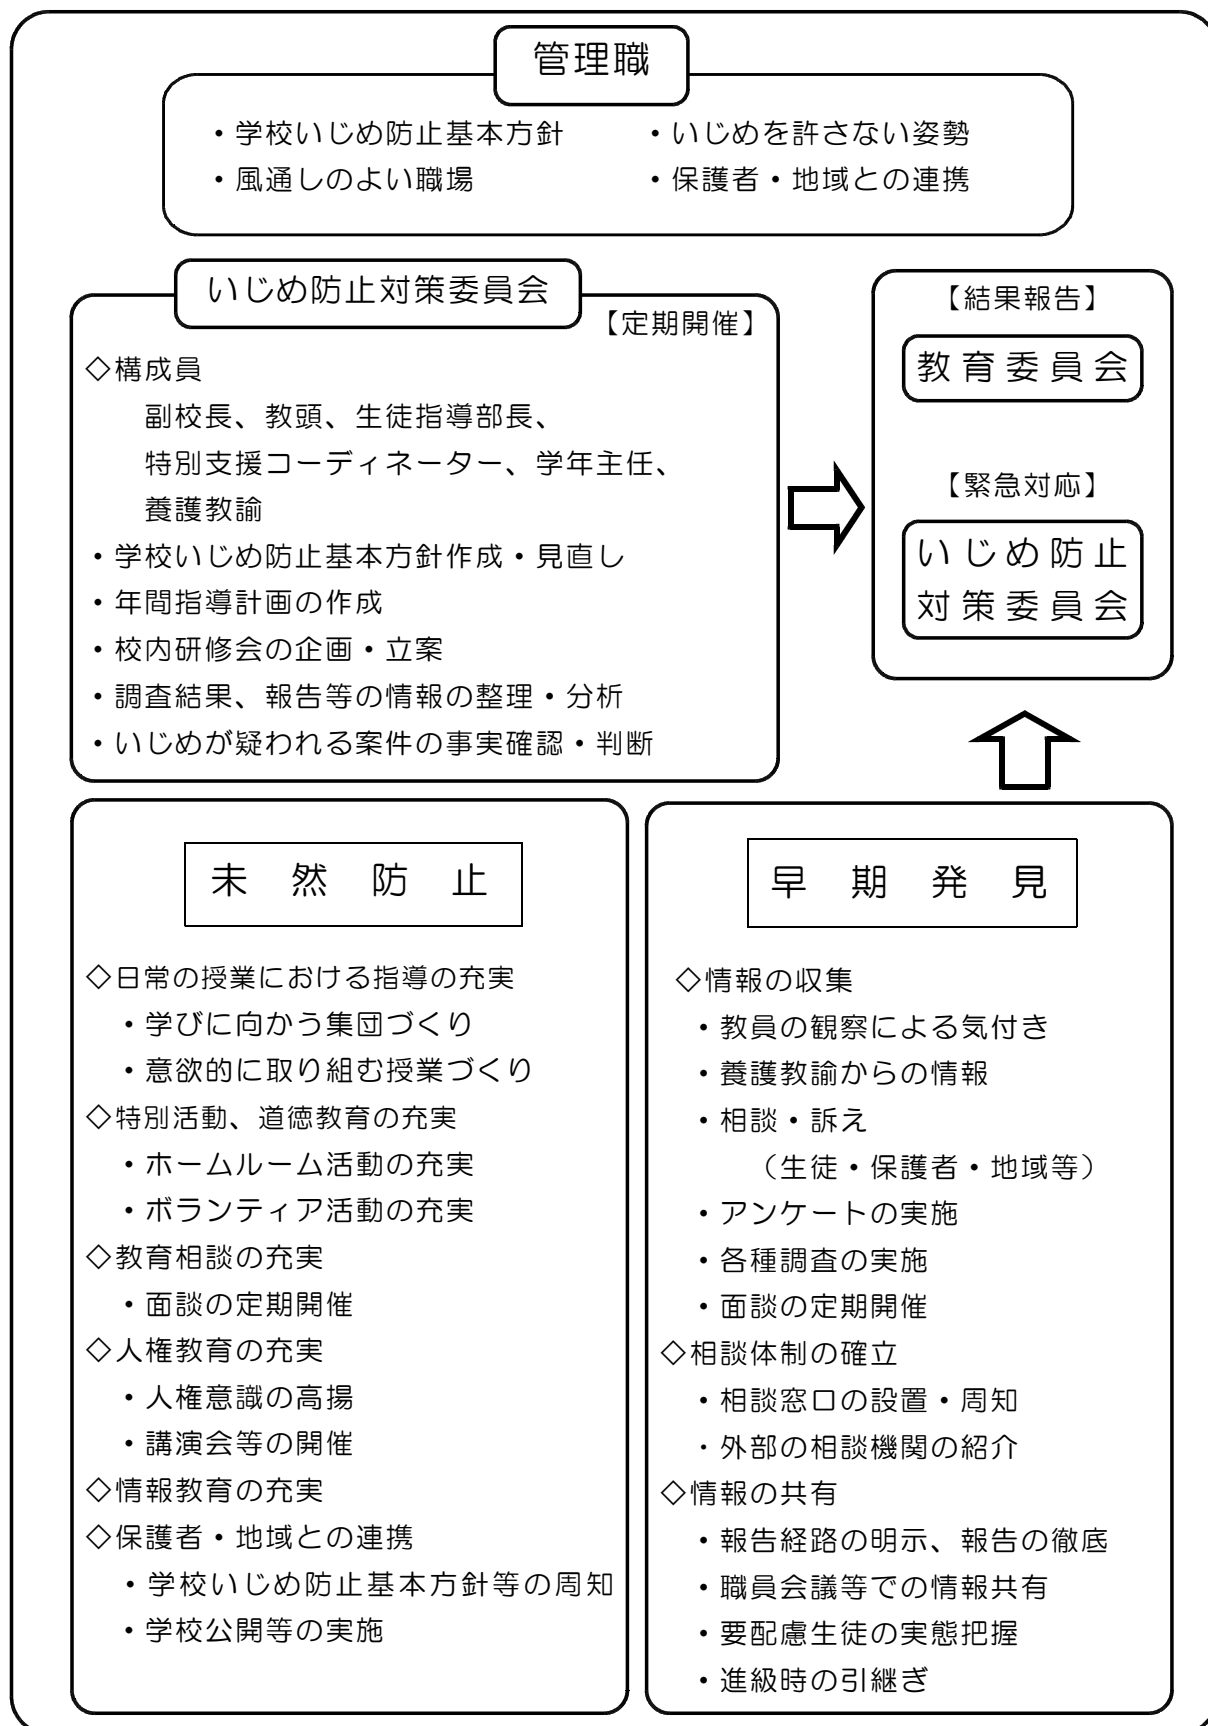 管理職
・学校いじめ防止基本方針　・いじめを許さない姿勢
・風通しのよい職場　・保護者・地域との連携
いじめ防止対策委員会
【定期開催】
◇構成員
副校長、教頭、生徒指導部長、
特別支援コーディネーター、学年主任、
養護教諭
・学校いじめ防止基本方針作成・見直し
・年間指導計画の作成
・校内研修会の企画・立案
・調査結果、報告等の情報の整理・分析
・いじめが疑われる案件の事実確認・判断
【結果報告】
教育委員会
【緊急対応】
いじめ防止
対策委員会
未然防止
◇日常の授業における指導の充実
・学びに向かう集団づくり
・意欲的に取り組む授業づくり
◇特別活動、道徳教育の充実
・ホームルーム活動の充実
・ボランティア活動の充実
◇教育相談の充実
・面談の定期開催
◇人権教育の充実
・人権意識の高揚
・講演会等の開催
◇情報教育の充実
◇保護者・地域との連携
・学校いじめ防止基本方針等の周知
・学校公開等の実施
早期発見
◇情報の収集
・教員の観察による気付き
・養護教諭からの情報
・相談・訴え
（生徒・保護者・地域等）
・アンケートの実施
・各種調査の実施
・面談の定期開催
◇相談体制の確立
・相談窓口の設置・周知
・外部の相談機関の紹介
◇情報の共有
・報告経路の明示、報告の徹底
・職員会議等での情報共有
・要配慮生徒の実態把握
・進級時の引継ぎ